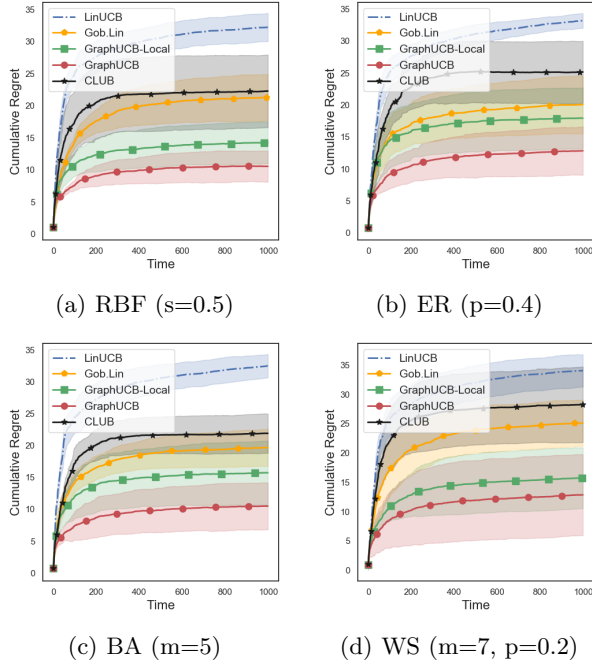 LinUCB
Gob.Lin
GraphUCB-Local
GraphUCB
CLUB
Cumulative Regret
35
30
25
20
15
10
5
0
0 200 400 600 800 1000
Time
(a) RBF (s=0.5)
LinUCB
Gob.Lin
GraphUCB-Local
GraphUCB
CLUB
Cumulative Regret
35
30
25
20
15
10
5
0
0 200 400 600 800 1000
Time
(b) ER (p=0.4)
LinUCB
Gob.Lin
GraphUCB-Local
GraphUCB
CLUB
Cumulative Regret
35
30
25
20
15
10
5
0
0 200 400 600 800 1000
Time
(c) BA (m=5)
LinUCB
Gob.Lin
GraphUCB-Local
GraphUCB
CLUB
Cumulative Regret
35
30
25
20
15
10
5
0
0 200 400 600 800 1000
Time
(d) WS (m=7, p=0.2)